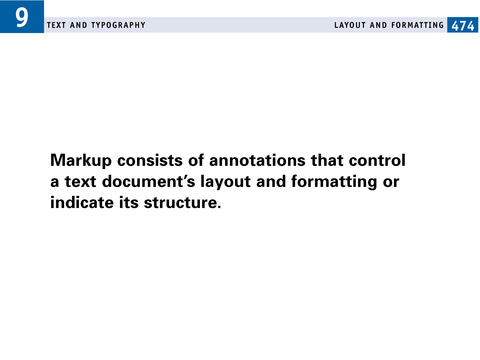 9
TEXT AND TYPOGRAPHY
LAYOUT AND FORMATTING 474
Markup consists of annotations that control
a text document’s layout and formatting or
indicate its structure.